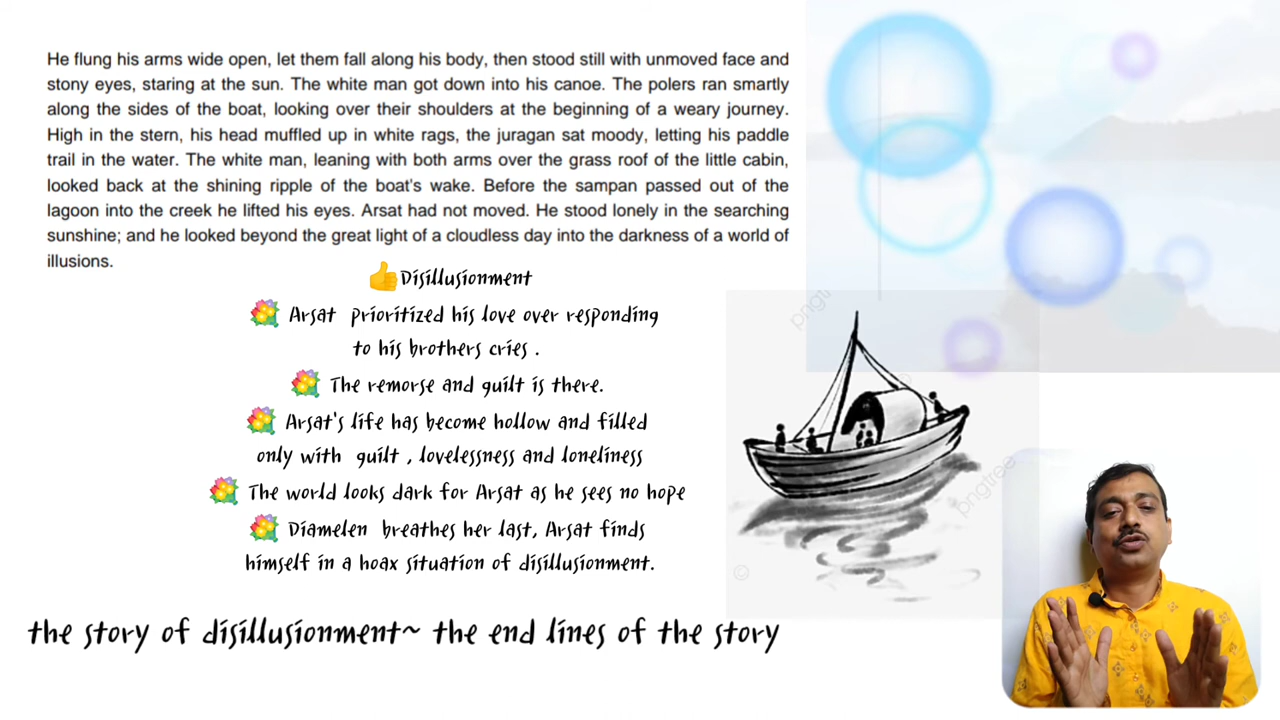 He flung his arms wide open, let them fall along his body, then stood still with unmoved face and
stony eyes, staring at the sun. The white man got down into his canoe. The polers ran smartly
along the sides of the boat, looking over their shoulders at the beginning of a weary journey.
High in the stern, his head muffled up in white rags, the juragan sat moody, letting his paddle
trail in the water. The white man, leaning with both arms over the grass roof of the little cabin,
looked back at the shining ripple of the boat's wake. Before the sampan passed out of the
lagoon into the creek he lifted his eyes. Arsat had not moved. He stood lonely in the searching
sunshine; and he looked beyond the great light of a cloudless day into the darkness of a world of
illusions.
👍Disillusionment
💐 Arsat prioritized his love over responding
to his brothers cries .
💐 The remorse and guilt is there.
💐 Arsat's life has become hollow and filled
only with guilt , lovelessness and loneliness
💐 The world looks dark for Arsat as he sees no hope
💐 Diamelen breathes her last, Arsat finds
himself in a hoax situation of disillusionment.
the story of disillusionment~ the end lines of the story
pngtree
pngtree